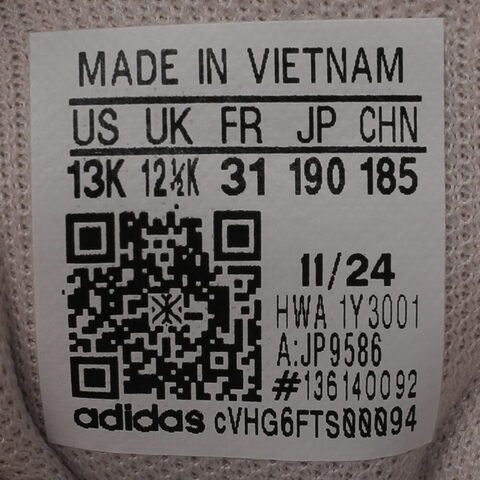 MADE IN VIETNAM
US UK FR JP CHN
13K 12½K 31 190 185
11/24
HWA 1Y3001
A:JP9586
#136140092
adidas cVHG6FTS00094